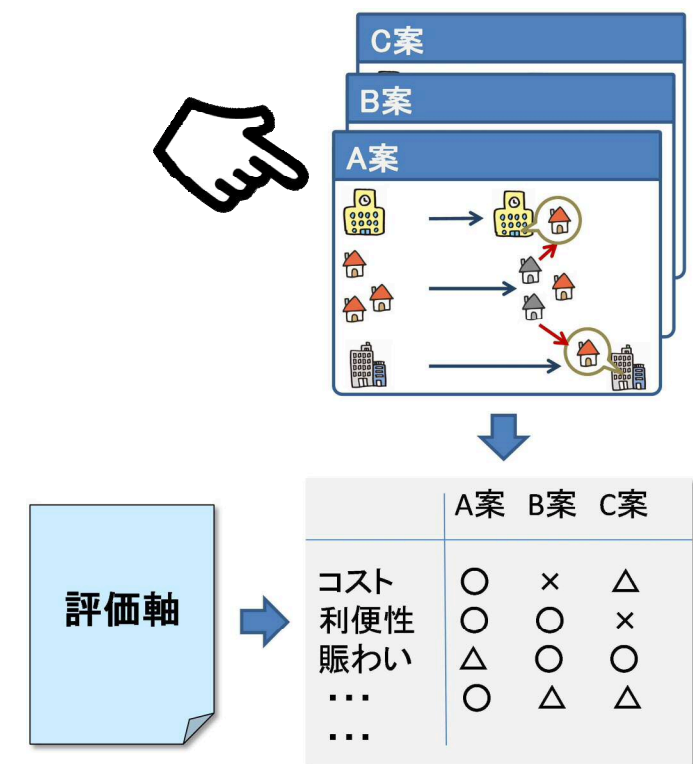 C案
B案
A案
評価軸
A案 B案 C案
コスト ○ × △
利便性 ○ ○ ×
賑わい △ ○ ○
・・・ ○ △ △
・・・